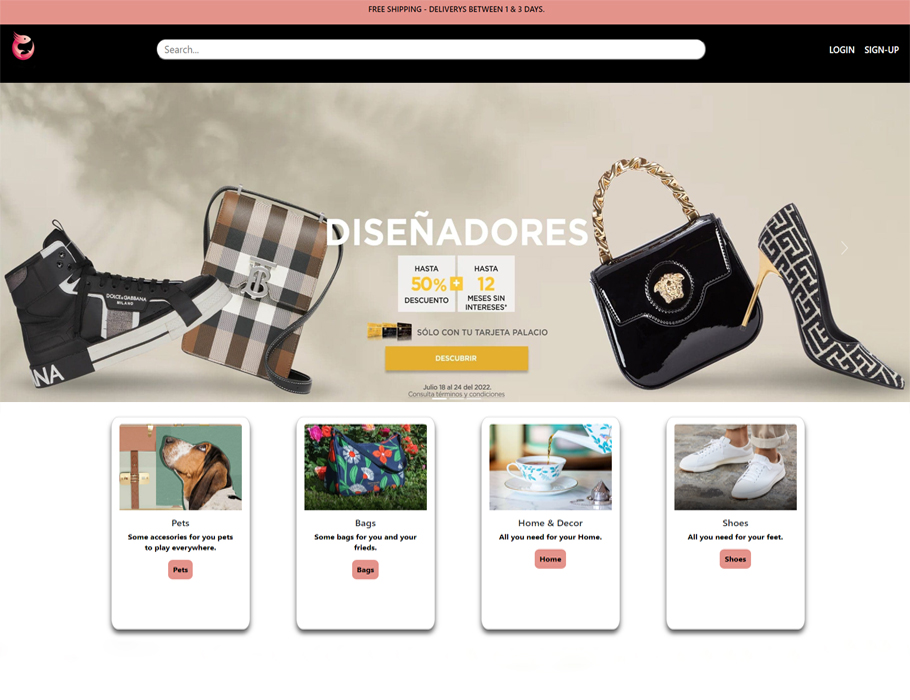 FREE SHIPPING - DELIVERYS BETWEEN 1 & 3 DAYS.
Search...
LOGIN SIGN-UP
DISEÑADORES
HASTA
50%
DESCUENTO
+
HASTA
12
MESES SIN
INTERESES*
DOLCE&GABBANA
MILANO
NNA
SÓLO CON TU TARJETA PALACIO
DESCUBRIR
Julio 18 al 24 del 2022.
Consulta términos y condiciones
Pets
Some accesories for you pets
to play everywhere.
Pets
Bags
Some bags for you and your
frieds.
Bags
Home & Decor
All you need for your Home.
Home
Shoes
All you need for your feet.
Shoes